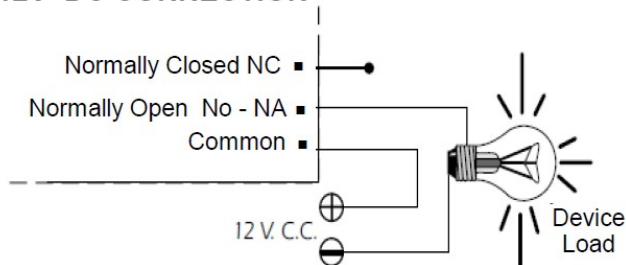 Normally Closed NC
Normally Open No - NA
Common
12 V. C.C.
Device
Load